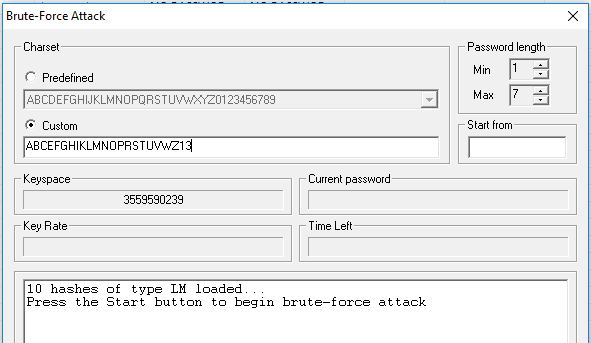 Brute-Force Attack
Charset
Predefined
ABCDEFGHIJKLMNOPQRSTUVWXYZ0123456789
Custom
ABCEFGHIKLMNOPRSTUVWZ13
Password length
Min 1
Max 7
Start from
Keyspace
3559590239
Current password
Key Rate
Time Left
10 hashes of type LM loaded...
Press the Start button to begin brute-force attack